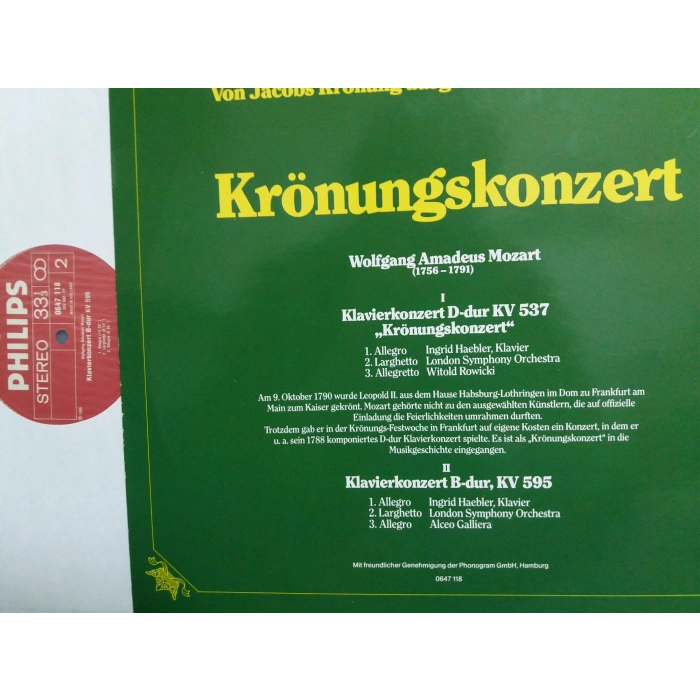 Von Jacobs Krönung
Krönungskonzert
Wolfgang Amadeus Mozart
(1756 – 1791)
I
Klavierkonzert D-dur KV 537
„Krönungskonzert“
1. Allegro Ingrid Haebler, Klavier
2. Larghetto London Symphony Orchestra
3. Allegretto Witold Rowicki
Am 9. Oktober 1790 wurde Leopold II. aus dem Hause Habsburg-Lothringen im Dom zu Frankfurt am
Main zum Kaiser gekrönt. Mozart gehörte nicht zu den ausgewählten Künstlern, die auf offizielle
Einladung die Feierlichkeiten umrahmen durften.
Trotzdem gab er in der Krönungs-Festwoche in Frankfurt auf eigene Kosten ein Konzert, in dem er
u. a. sein 1788 komponiertes D-dur Klavierkonzert spielte. Es ist als „Krönungskonzert“ in die
Musikgeschichte eingegangen.
II
Klavierkonzert B-dur, KV 595
1. Allegro Ingrid Haebler, Klavier
2. Larghetto London Symphony Orchestra
3. Allegro Alceo Galliera
Mit freundlicher Genehmigung der Phonogram GmbH, Hamburg
0647 118
PHILIPS
STEREO 33⅓
0647 118 2
Wolfgang Amadeus Mozart
Klavierkonzert B-dur KV 595